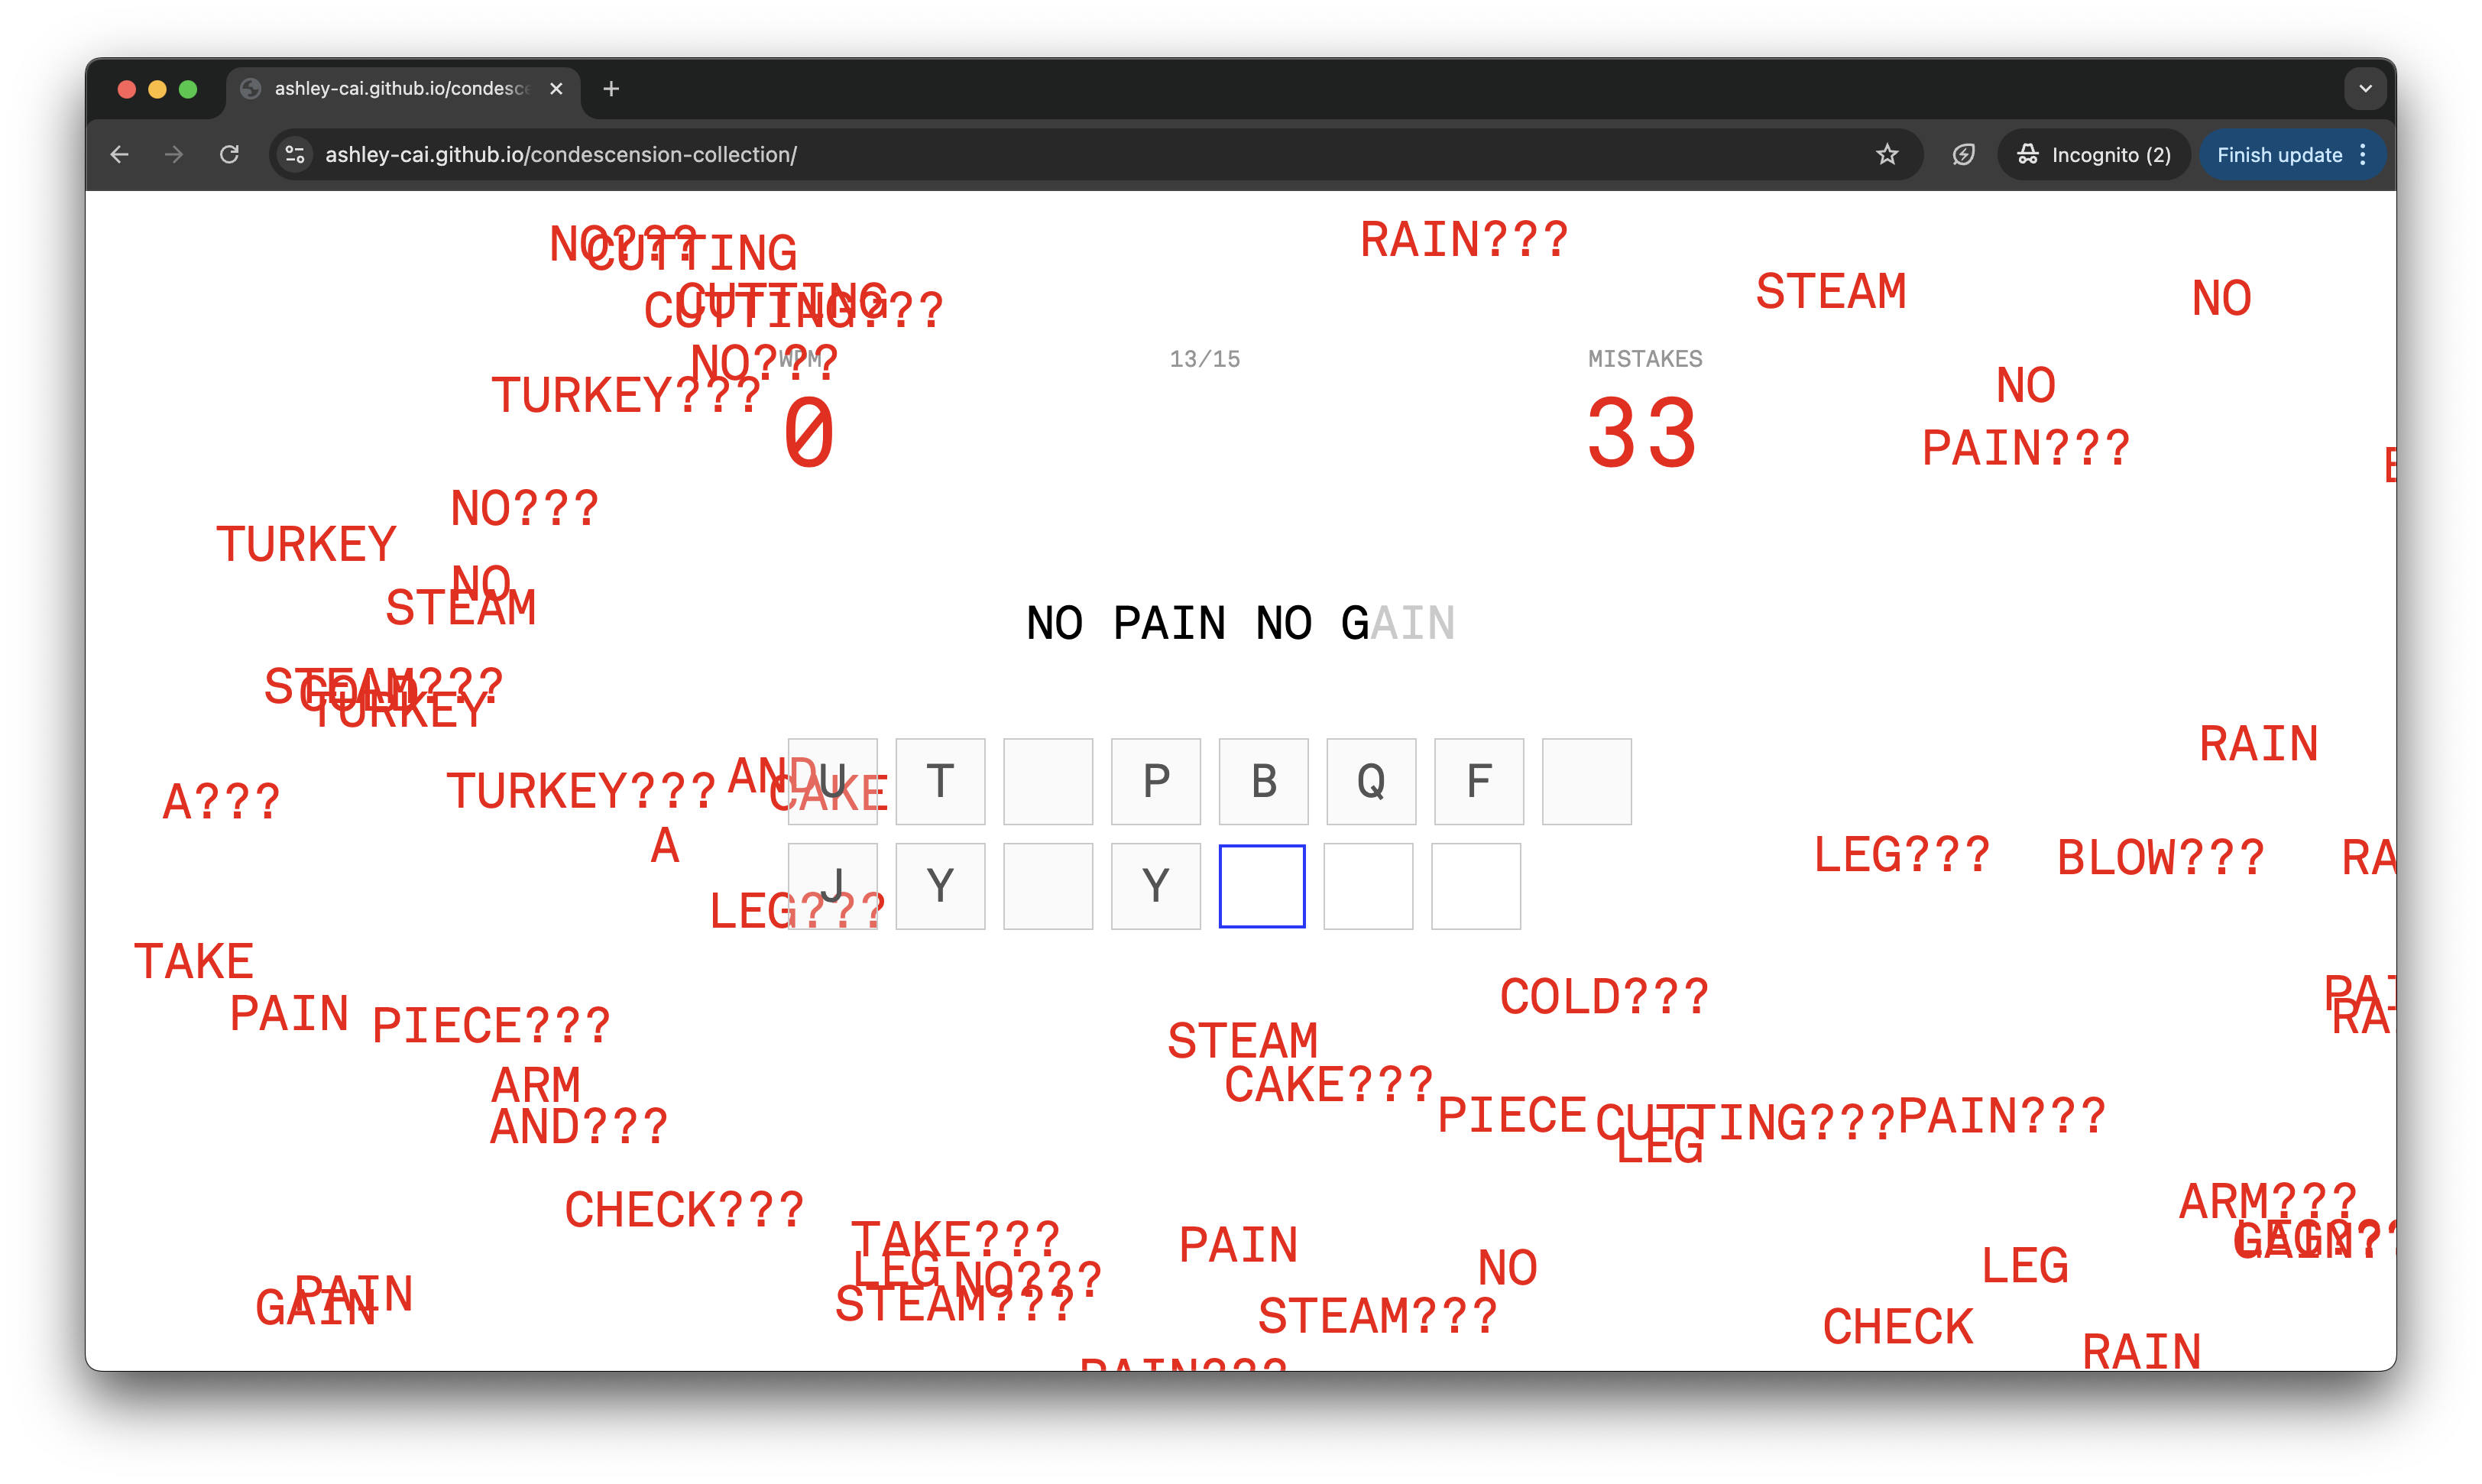 ashley-cai.github.io/condesce
ashley-cai.github.io/condescension-collection/
Incognito (2)
Finish update
NO???
CUTTING
RAIN???
STEAM
NO
CUTTING
CUTTING???
NO???
WPM
13/15
MISTAKES
TURKEY???
0
33
NO
PAIN???
NO???
TURKEY
NO
STEAM
NO PAIN NO GAIN
STEAM???
COLD
TURKEY
RAIN
AND
U T P B Q F
A???
TURKEY???
CAKE
A
LEG???
BLOW???
RA
J Y Y
LEG???
TAKE
COLD???
PAI
PAIN
PIECE???
RA
STEAM
ARM
CAKE???
AND???
PIECE
CUTTING???
PAIN???
LEG
CHECK???
ARM???
TAKE???
PAIN
LEG
NO???
NO
LEG
GAIN?
PAIN
GAIN
STEAM???
STEAM???
CHECK
RAIN
RAIN???